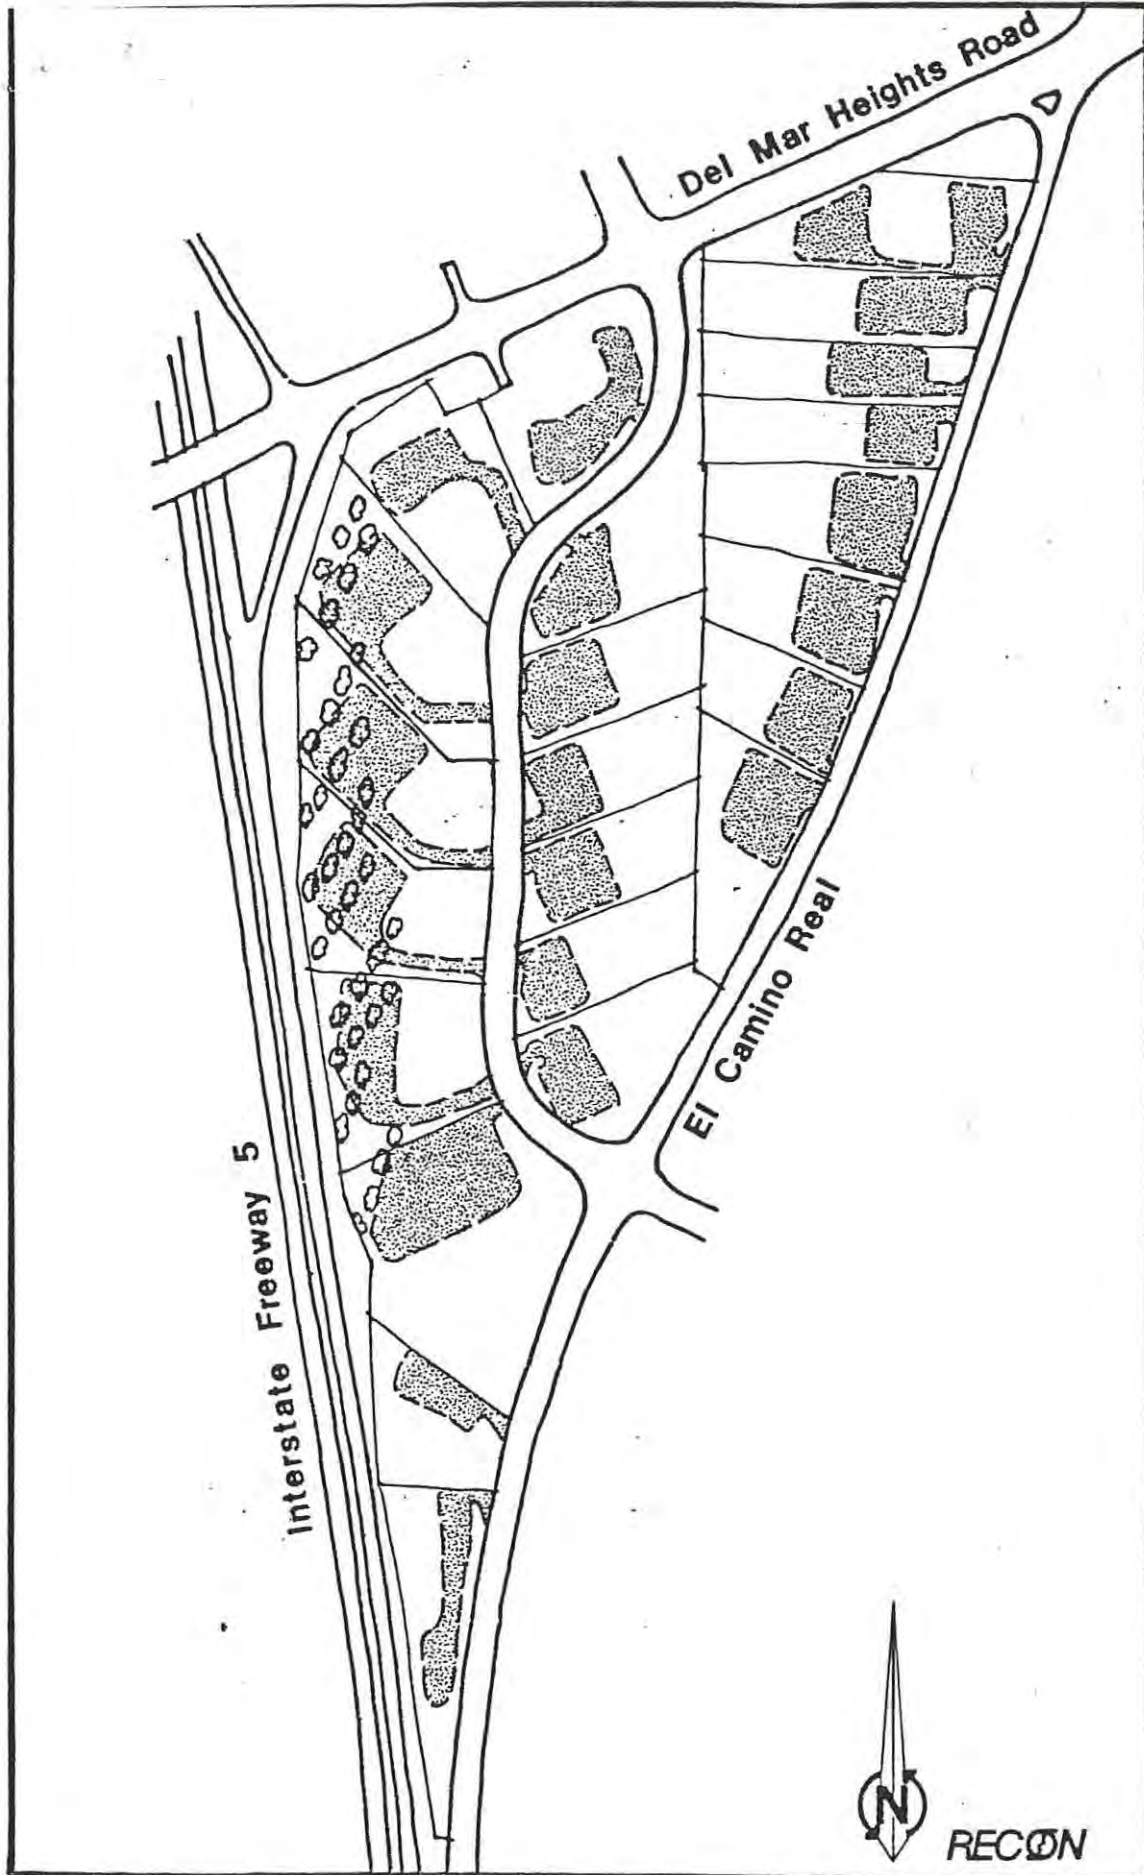 Del Mar Heights Road
El Camino Real
Interstate Freeway 5
N
RECON